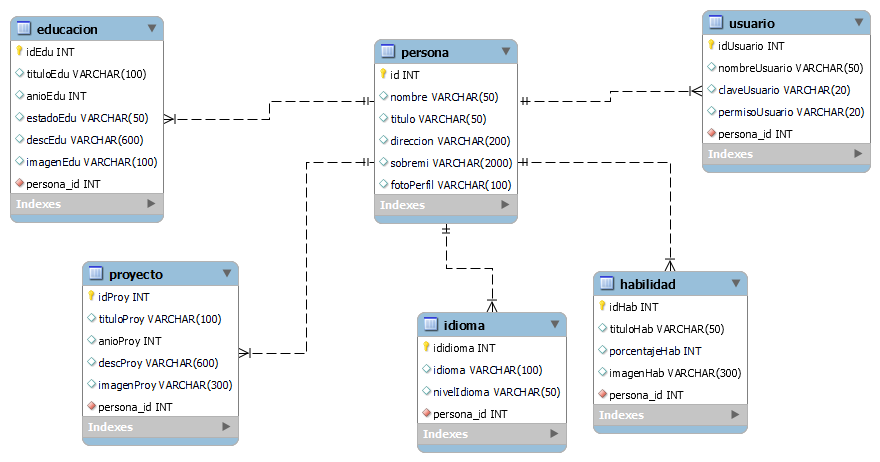 educacion
idEdu INT
tituloEdu VARCHAR(100)
anioEdu INT
estadoEdu VARCHAR(50)
descEdu VARCHAR(600)
imagenEdu VARCHAR(100)
persona_id INT
Indexes
persona
id INT
nombre VARCHAR(50)
titulo VARCHAR(50)
direccion VARCHAR(200)
sobremi VARCHAR(2000)
fotoPerfil VARCHAR(100)
Indexes
usuario
idUsuario INT
nombreUsuario VARCHAR(50)
claveUsuario VARCHAR(20)
permisoUsuario VARCHAR(20)
persona_id INT
Indexes
proyecto
idProy INT
tituloProy VARCHAR(100)
anioProy INT
descProy VARCHAR(600)
imagenProy VARCHAR(300)
persona_id INT
Indexes
idioma
ididioma INT
idioma VARCHAR(100)
nivelIdioma VARCHAR(50)
persona_id INT
Indexes
habilidad
idHab INT
tituloHab VARCHAR(50)
porcentajeHab INT
imagenHab VARCHAR(300)
persona_id INT
Indexes